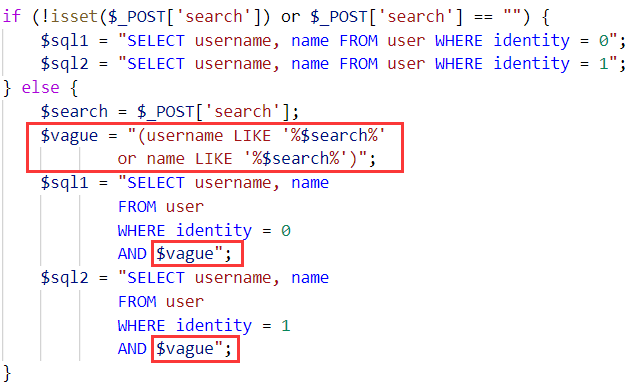 if (!isset($_POST['search']) or $_POST['search'] == "") {
    $sql1 = "SELECT username, name FROM user WHERE identity = 0";
    $sql2 = "SELECT username, name FROM user WHERE identity = 1";
} else {
    $search = $_POST['search'];
    $vague = "(username LIKE '%$search%'
            or name LIKE '%$search%')";
    $sql1 = "SELECT username, name
            FROM user
            WHERE identity = 0
            AND $vague";
    $sql2 = "SELECT username, name
            FROM user
            WHERE identity = 1
            AND $vague";
}